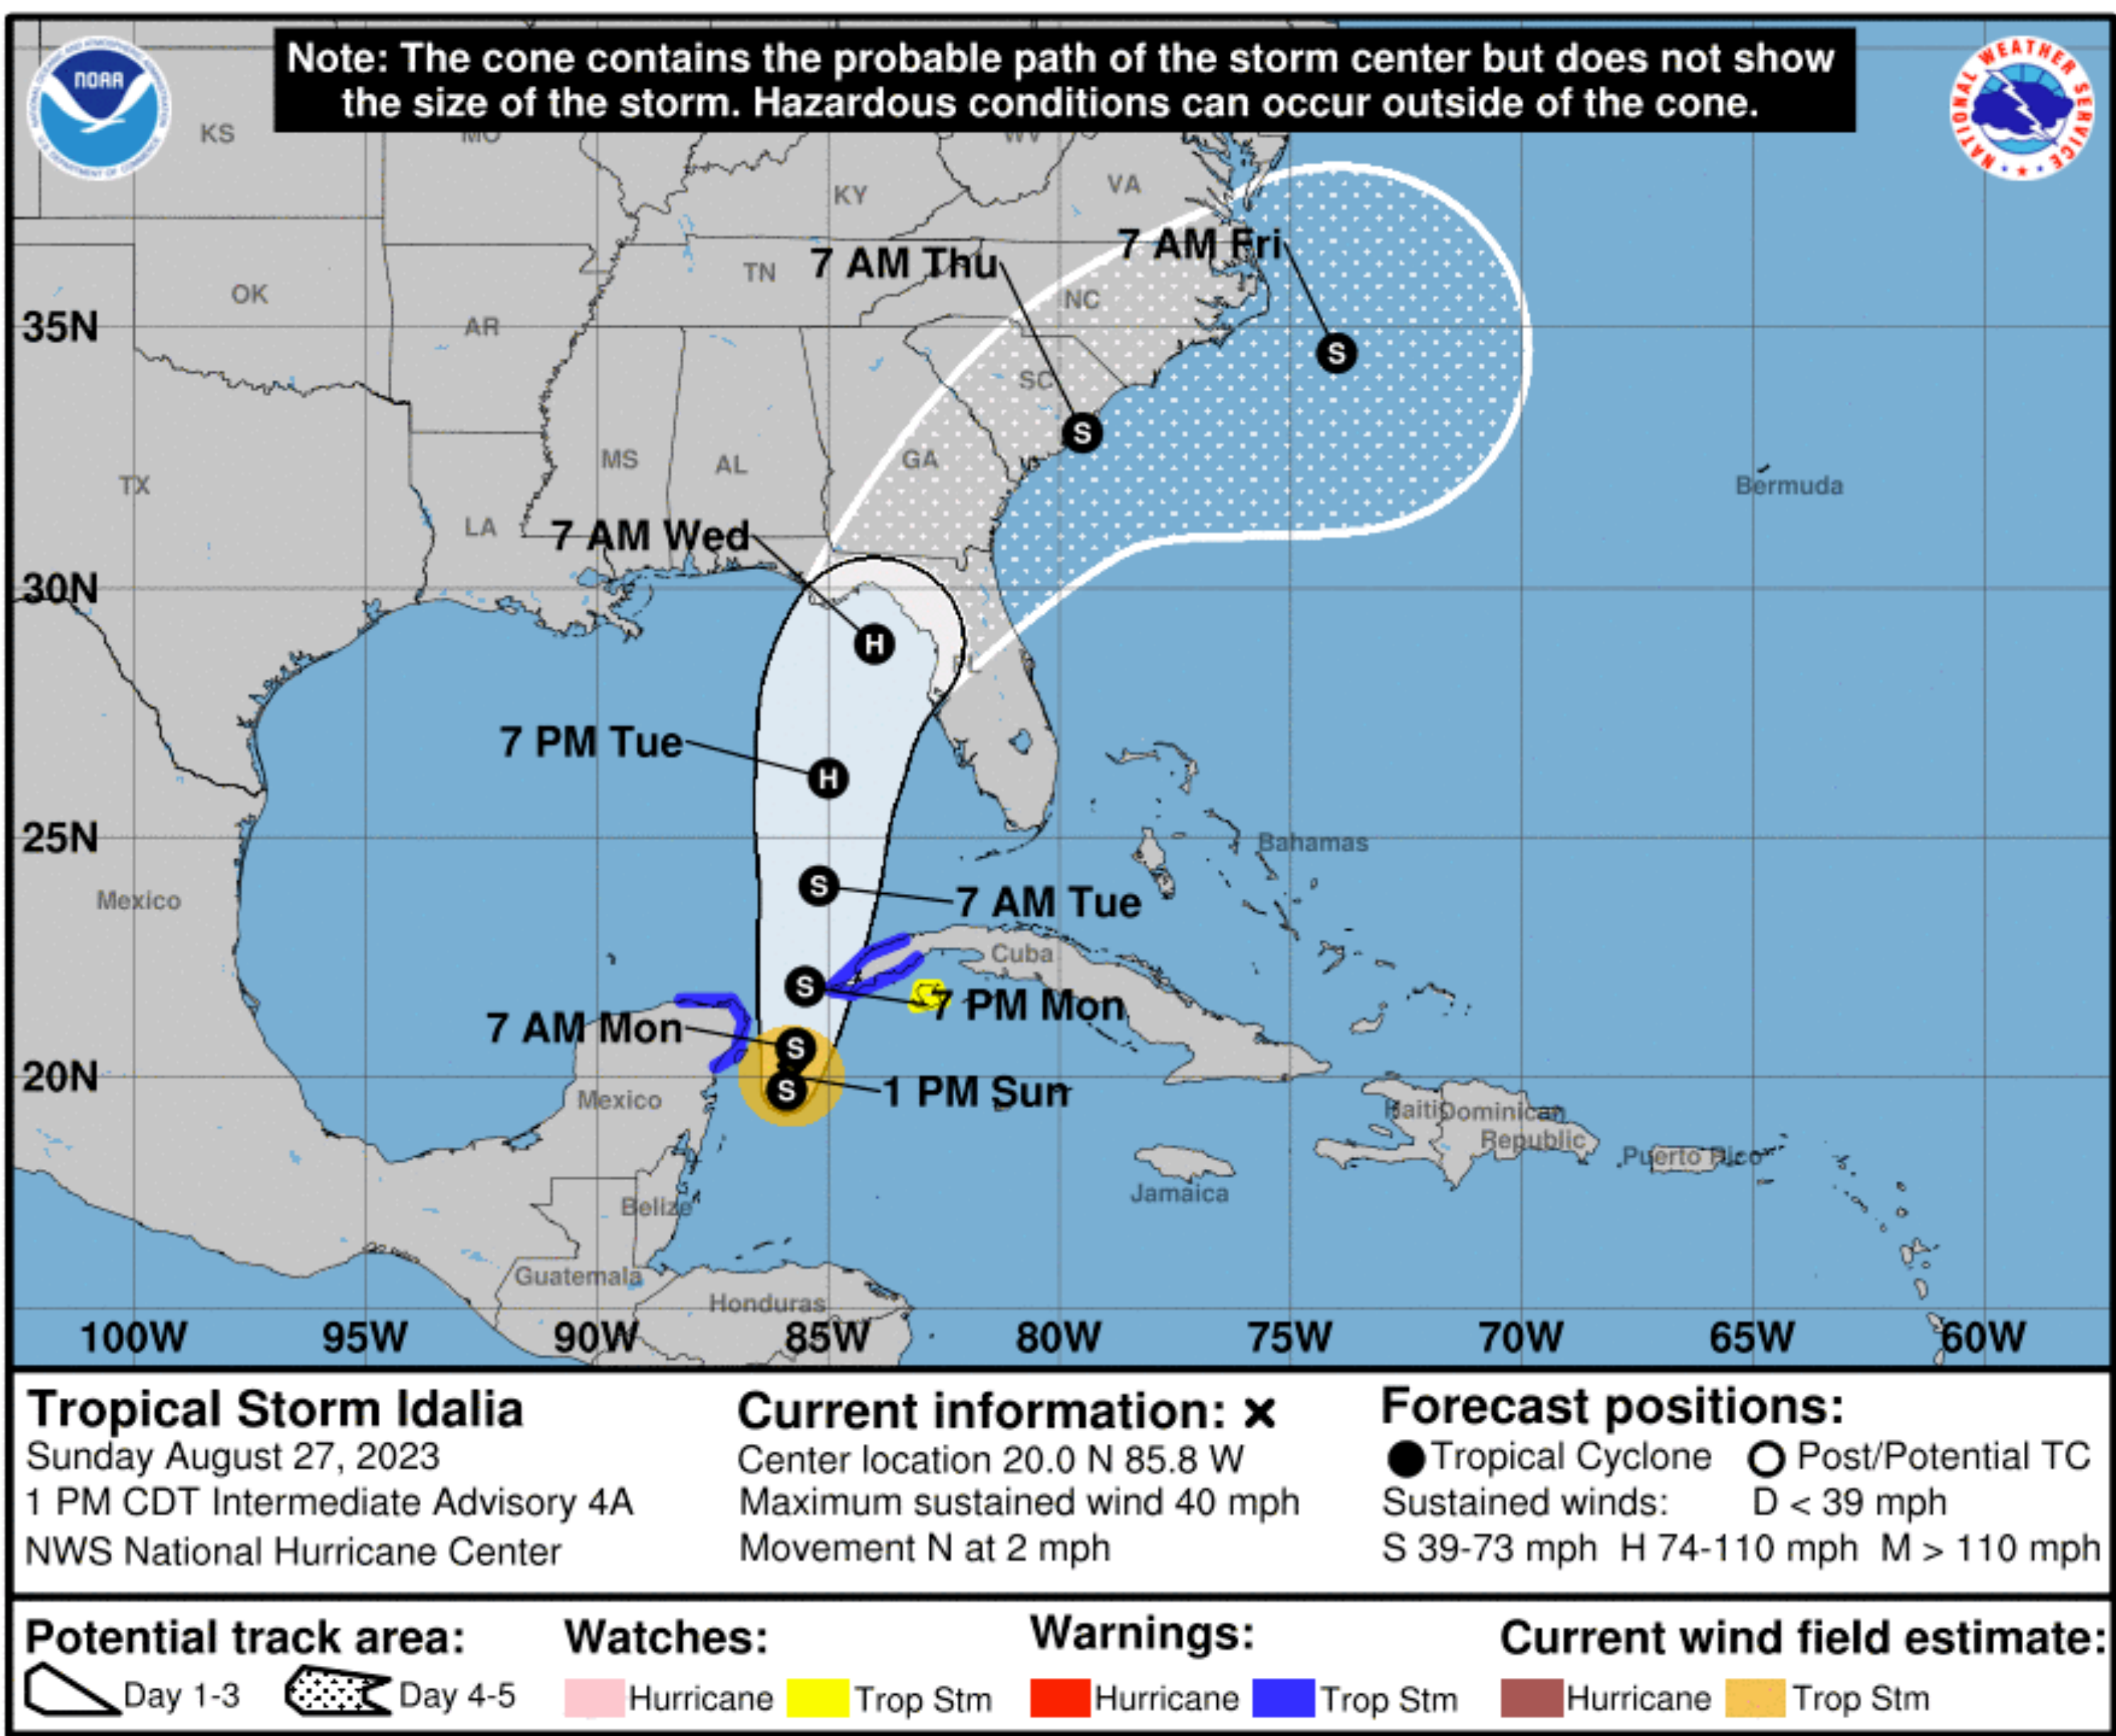 Note: The cone contains the probable path of the storm center but does not show
the size of the storm. Hazardous conditions can occur outside of the cone.
NOAA
NATIONAL WEATHER SERVICE
KS
MO
WV
KY
VA
7 AM Fri
7 AM Thu
TN
OK
NC
AR
35N
SC
MS
AL
GA
TX
Bermuda
LA
7 AM Wed
30N
FL
7 PM Tue
H
H
25N
Bahamas
S
7 AM Tue
Mexico
Cuba
S
7 PM Mon
7 AM Mon
S
20N
S
1 PM Sun
Mexico
Haiti
Dominican
Republic
Puerto Rico
Jamaica
Belize
Guatemala
Honduras
S
S
100W 95W 90W 85W 80W 75W 70W 65W 60W
Tropical Storm Idalia
Sunday August 27, 2023
1 PM CDT Intermediate Advisory 4A
NWS National Hurricane Center
Current information: x
Center location 20.0 N 85.8 W
Maximum sustained wind 40 mph
Movement N at 2 mph
Forecast positions:
Tropical Cyclone Post/Potential TC
Sustained winds: D < 39 mph
S 39-73 mph H 74-110 mph M > 110 mph
Potential track area:
Day 1-3 Day 4-5
Watches:
Hurricane Trop Stm
Warnings:
Hurricane Trop Stm
Current wind field estimate:
Hurricane Trop Stm